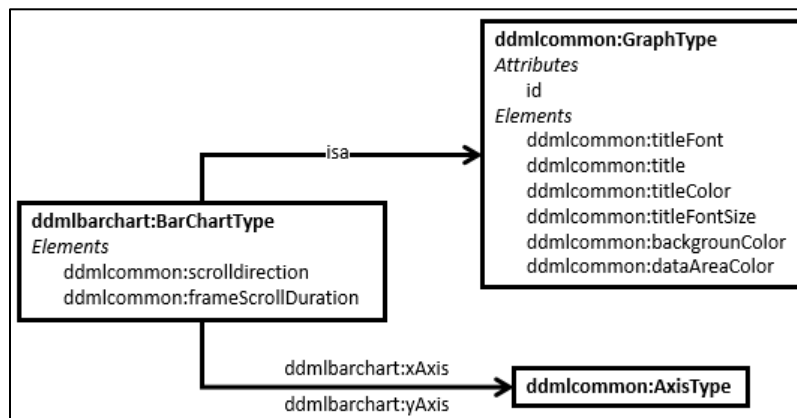 ddmlcommon:GraphType
Attributes
id
Elements
ddmlcommon:titleFont
ddmlcommon:title
ddmlcommon:titleColor
ddmlcommon:titleFontSize
ddmlcommon:backgrounColor
ddmlcommon:dataAreaColor
isa
ddmlbarchart:BarChartType
Elements
ddmlcommon:scrolldirection
ddmlcommon:frameScrollDuration
ddmlbarchart:xAxis
ddmlbarchart:yAxis
ddmlcommon:AxisType